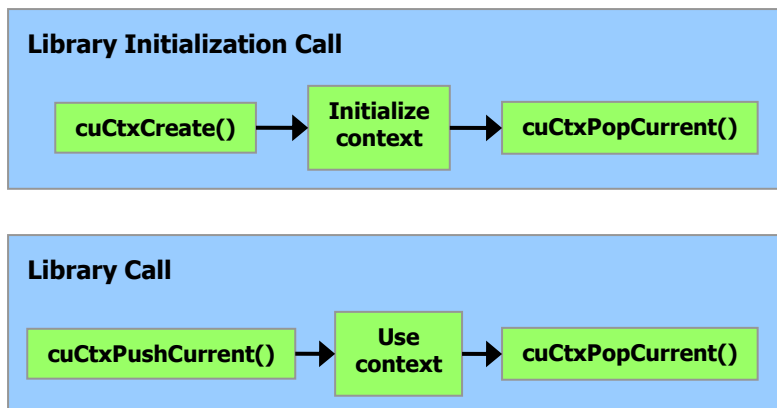 Library Initialization Call
cuCtxCreate()
Initialize
context
cuCtxPopCurrent()
Library Call
cuCtxPushCurrent()
Use
context
cuCtxPopCurrent()